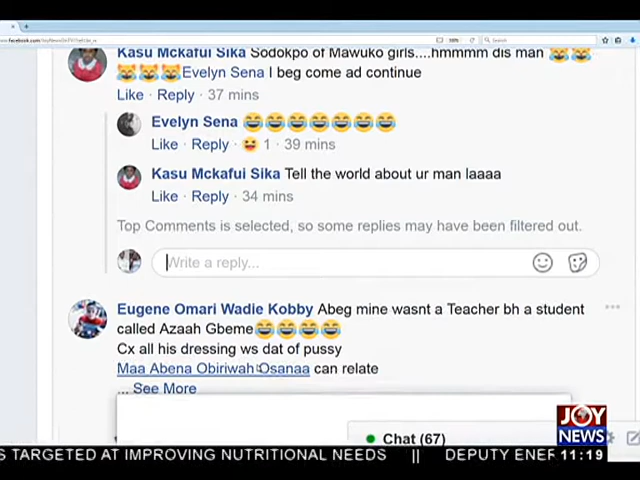 Kasu Mckaful Sika Sodokpo of Mawuko girls....hmmmm dis man 😹😹
😹😹😹Evelyn Sena I beg come ad continue
Like · Reply · 37 mins
Evelyn Sena 😂😂😂😂😂😂😂
Like · Reply · 😆 1 · 39 mins
Kasu Mckafui Sika Tell the world about ur man laaaa
Like · Reply · 34 mins
Top Comments is selected, so some replies may have been filtered out.
Write a reply...
Eugene Omari Wadie Kobby Abeg mine wasnt a Teacher bh a student
called Azaah Gbeme😂😂😂😂
Cx all his dressing ws dat of pussy
Maa Abena Obiriwah Osanaa can relate
... See More
Chat (67)
JOY
NEWS
S TARGETED AT IMPROVING NUTRITIONAL NEEDS || DEPUTY ENER
11:19